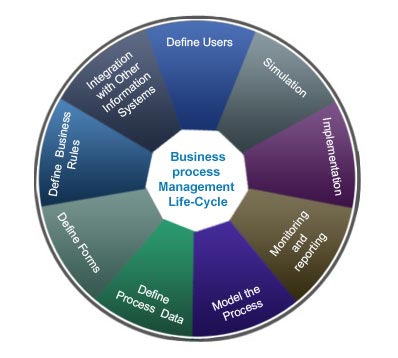 Business
process
Management
Life-Cycle
Define Users
Simulation
Implementation
Monitoring
and
reporting
Model the
Process
Define
Process Data
Define Forms
Define Business
Rules
Integration
with Other
Information
Systems